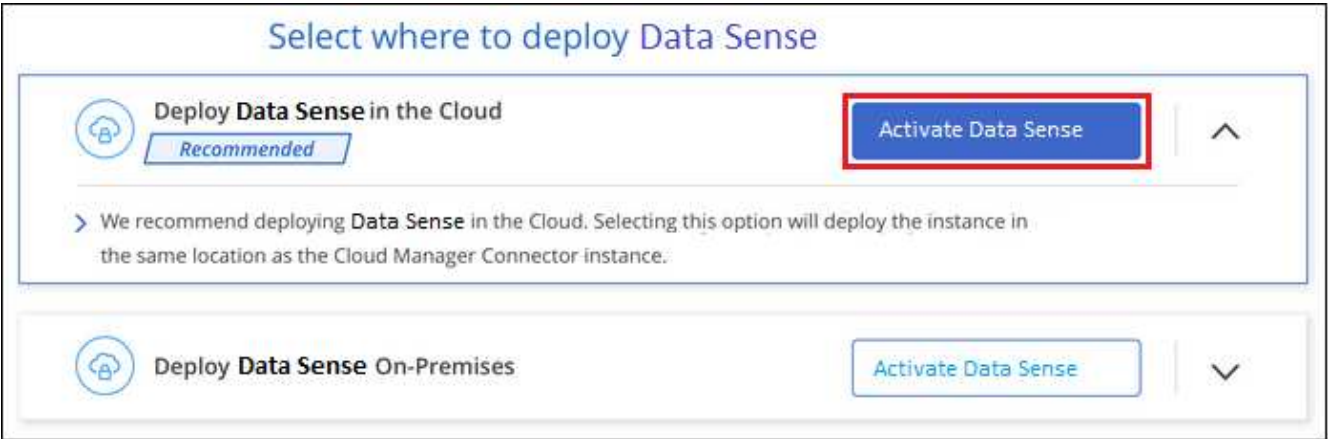 Select where to deploy Data Sense
Deploy Data Sense in the Cloud
Recommended
Activate Data Sense
We recommend deploying Data Sense in the Cloud. Selecting this option will deploy the instance in
the same location as the Cloud Manager Connector instance.
Deploy Data Sense On-Premises
Activate Data Sense